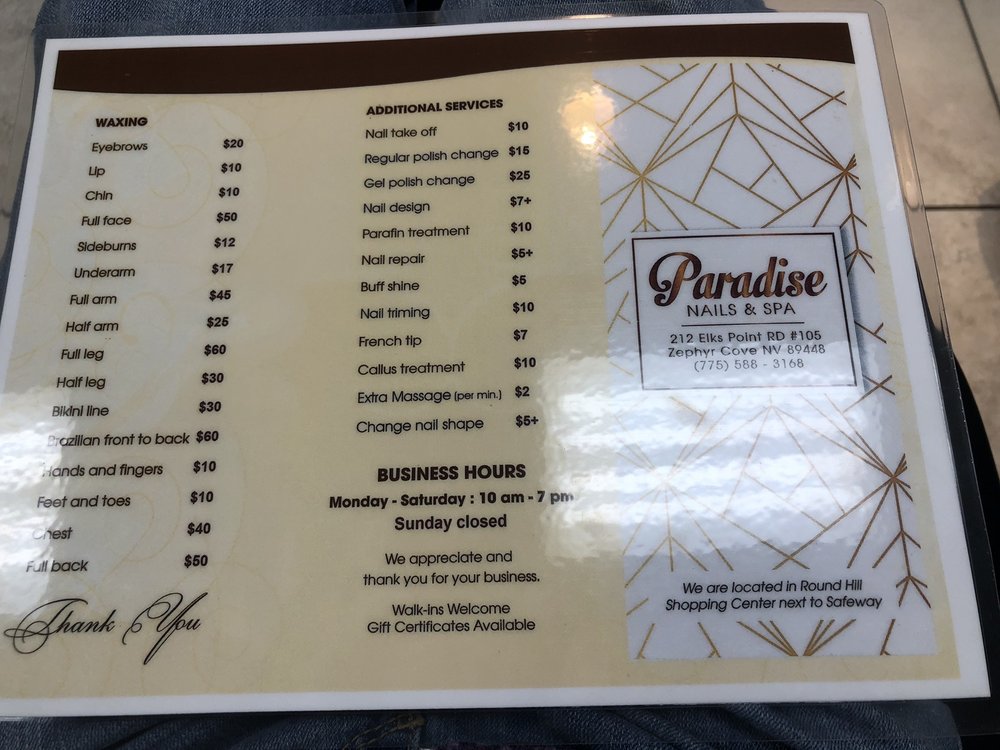 WAXING
Eyebrows $20
Lip $10
Chin $10
Full face $50
Sideburns $12
Underarm $17
Full arm $45
Half arm $25
Full leg $60
Half leg $30
Bikini line $30
Brazilian front to back $60
Hands and fingers $10
Feet and toes $10
Chest $40
Full back $50
Thank You
ADDITIONAL SERVICES
Nail take off $10
Regular polish change $15
Gel polish change $25
Nail design $7+
Parafin treatment $10
Nail repair $5+
Buff shine $5
Nail triming $10
French tip $7
Callus treatment $10
Extra Massage (per min.) $2
Change nail shape $5+
BUSINESS HOURS
Monday - Saturday : 10 am - 7 pm
Sunday closed
We appreciate and
thank you for your business.
Walk-ins Welcome
Gift Certificates Available
Paradise
NAILS & SPA
212 Elks Point RD #105
Zephyr Cove NV 89448
(775) 588 - 3168
We are located in Round Hill
Shopping Center next to Safeway